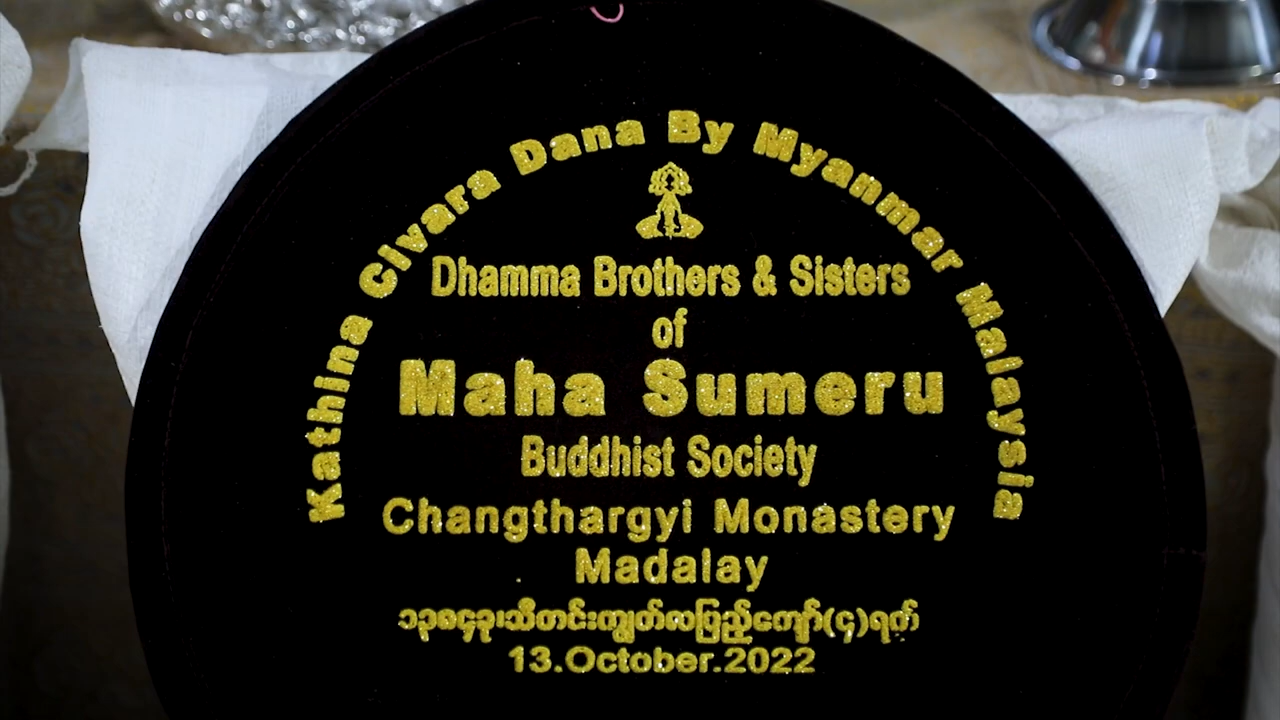 Kathina Civara Dana By Myanmar Malaysia
Dhamma Brothers & Sisters
of
Maha Sumeru
Buddhist Society
Changthargyi Monastery
Madalay
၁၃၈၄ခု၊သီတင်းကျွတ်လပြည့်ကျော်(၄)ရက်
13.October.2022